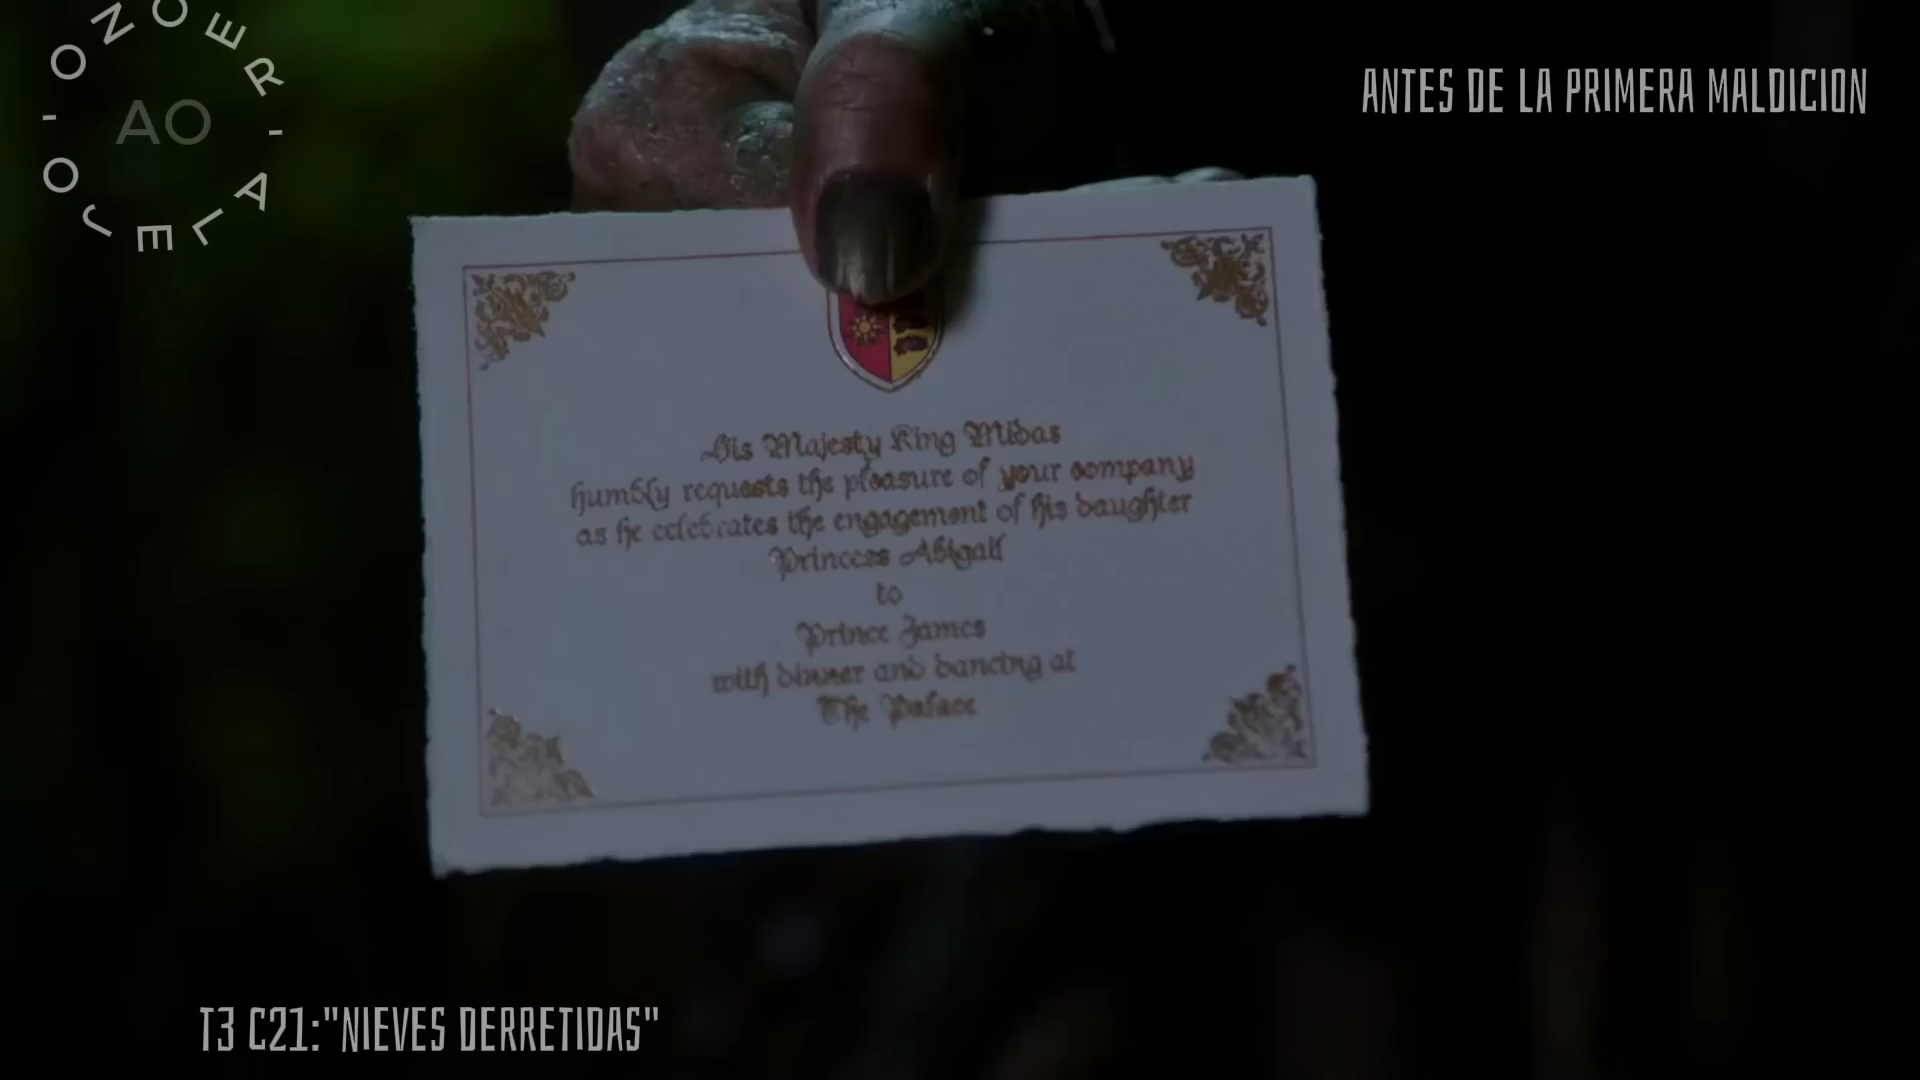 ALEJO · ONOER ·
AO
ANTES DE LA PRIMERA MALDICION
His Majesty King Midas
humbly requests the pleasure of your company
as he celebrates the engagement of his daughter
Princess Abigail
to
Prince James
with dinner and dancing at
The Palace
T3 C21:"NIEVES DERRETIDAS"